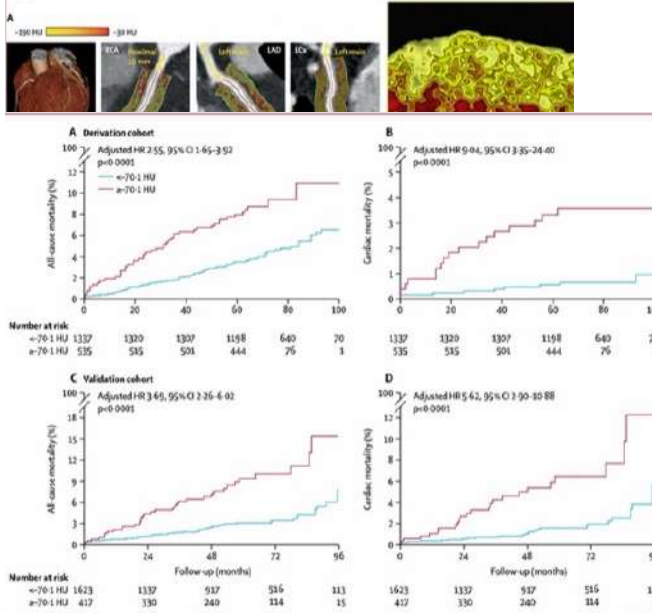 A
-190 HU -30 HU
RCA Proximal 10 mm
Left main LAD
LCx Left main
A Derivation cohort
Adjusted HR 2·55, 95% CI 1·65–3·92
p<0·0001
<-70·1 HU
≥-70·1 HU
All-cause mortality (%)
100
12
10
8
6
4
2
0
0 20 40 60 80 100
B
Adjusted HR 9·04, 95% CI 3·35–24·40
p<0·0001
Cardiac mortality (%)
100
5
4
3
2
1
0
0 20 40 60 80
Number at risk
<-70·1 HU 1337 1320 1307 1198 640 70
≥-70·1 HU 535 515 501 444 76 1
1337 1320 1307 1198 640
535 515 501 444 76
C Validation cohort
Adjusted HR 3·69, 95% CI 2·26–6·02
p<0·0001
All-cause mortality (%)
100
18
15
12
9
6
3
0
0 24 48 72 96
Follow-up (months)
D
Adjusted HR 5·62, 95% CI 2·90–10·88
p<0·0001
Cardiac mortality (%)
100
12
10
8
6
4
2
0
0 24 48 72
Follow-up (months)
Number at risk
<-70·1 HU 1623 1337 917 516 113
≥-70·1 HU 417 330 240 114 15
1623 1337 917 516
417 330 240 114